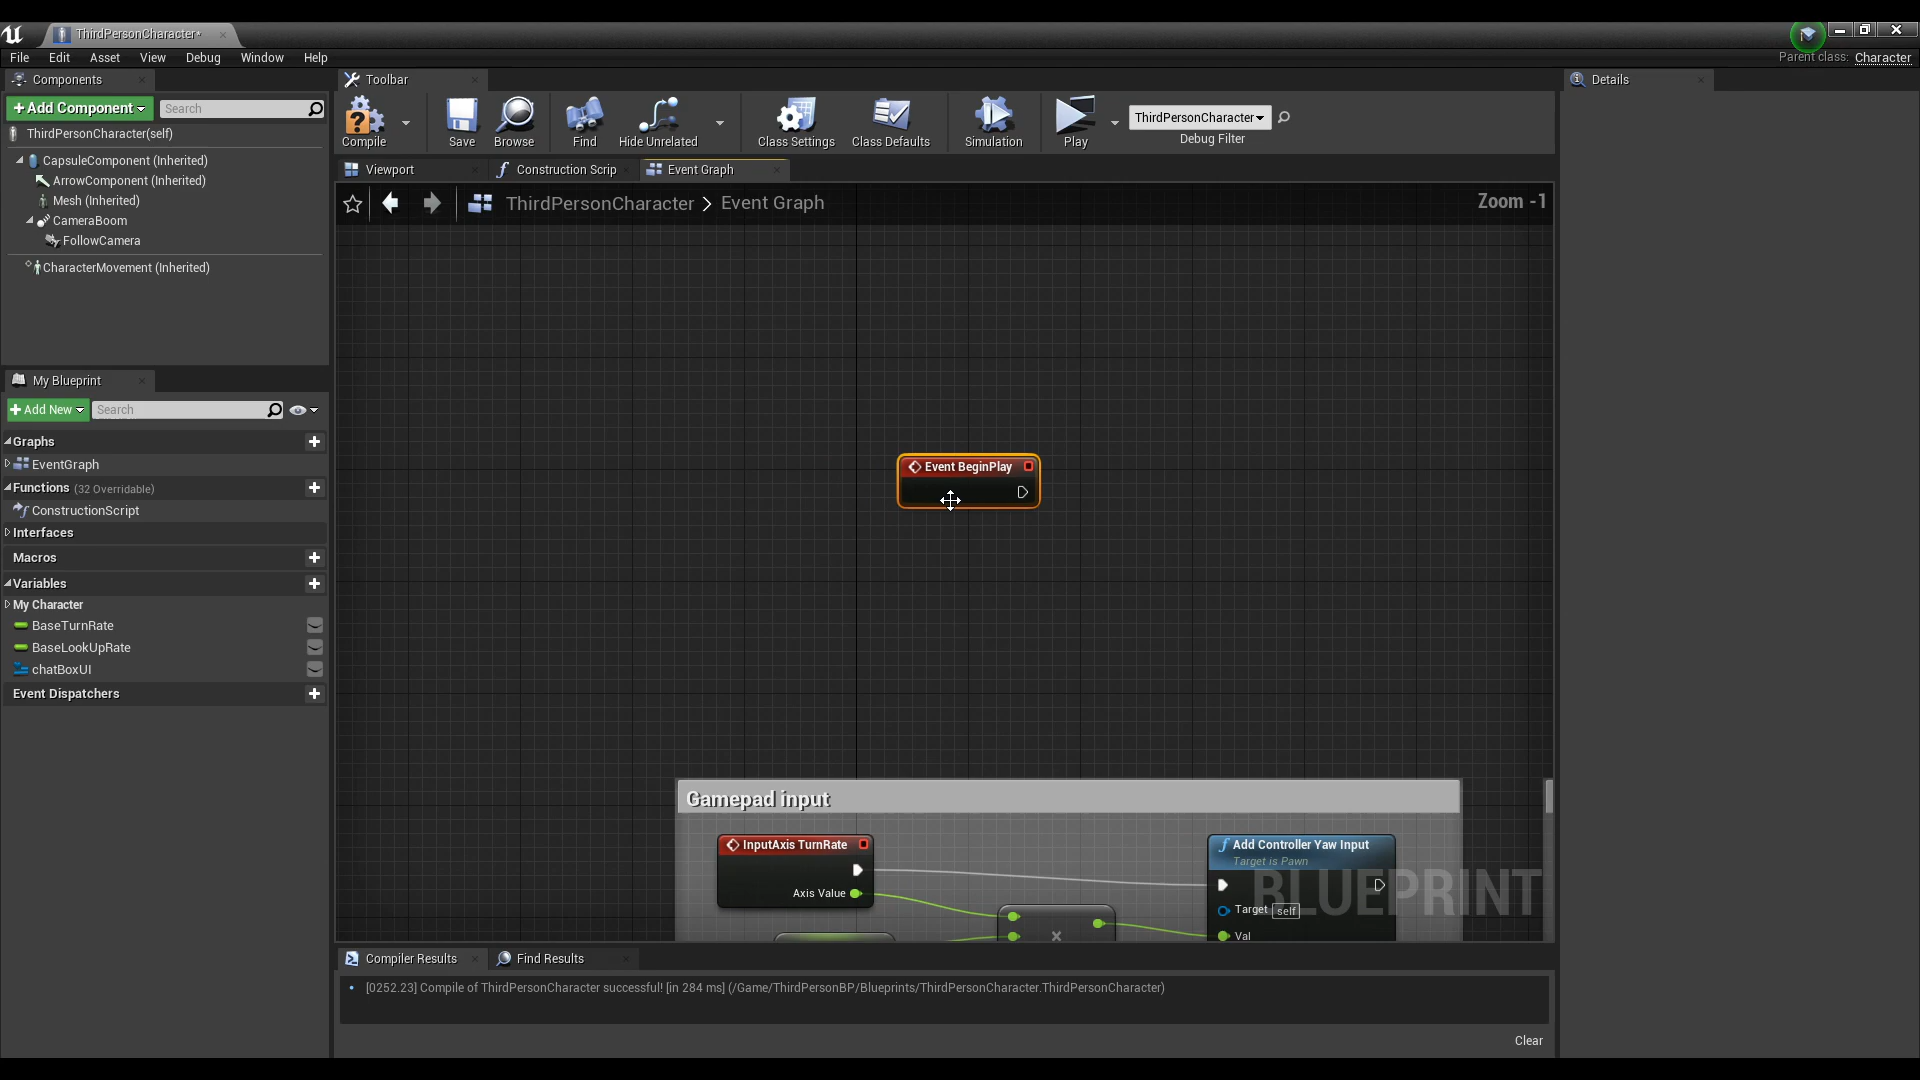 ThirdPersonCharacter*
File Edit Asset View Debug Window Help
Parent class: Character
Components
+Add Component
Search
ThirdPersonCharacter(self)
CapsuleComponent (Inherited)
ArrowComponent (Inherited)
Mesh (Inherited)
CameraBoom
FollowCamera
CharacterMovement (Inherited)
My Blueprint
+Add New
Search
Graphs
EventGraph
Functions (32 Overridable)
ConstructionScript
Interfaces
Macros
Variables
My Character
BaseTurnRate
BaseLookUpRate
chatBoxUI
Event Dispatchers
Toolbar
Compile
Save
Browse
Find
Hide Unrelated
Class Settings
Class Defaults
Simulation
Play
ThirdPersonCharacter
Debug Filter
Viewport
Construction Scrip
Event Graph
ThirdPersonCharacter > Event Graph
Zoom -1
Event BeginPlay
Gamepad input
InputAxis TurnRate
Axis Value
Add Controller Yaw Input
Target is Pawn
Target self
Val
BLUEPRINT
Compiler Results
Find Results
[0252.23] Compile of ThirdPersonCharacter successful! [in 284 ms] (/Game/ThirdPersonBP/Blueprints/ThirdPersonCharacter.ThirdPersonCharacter)
Clear
Details